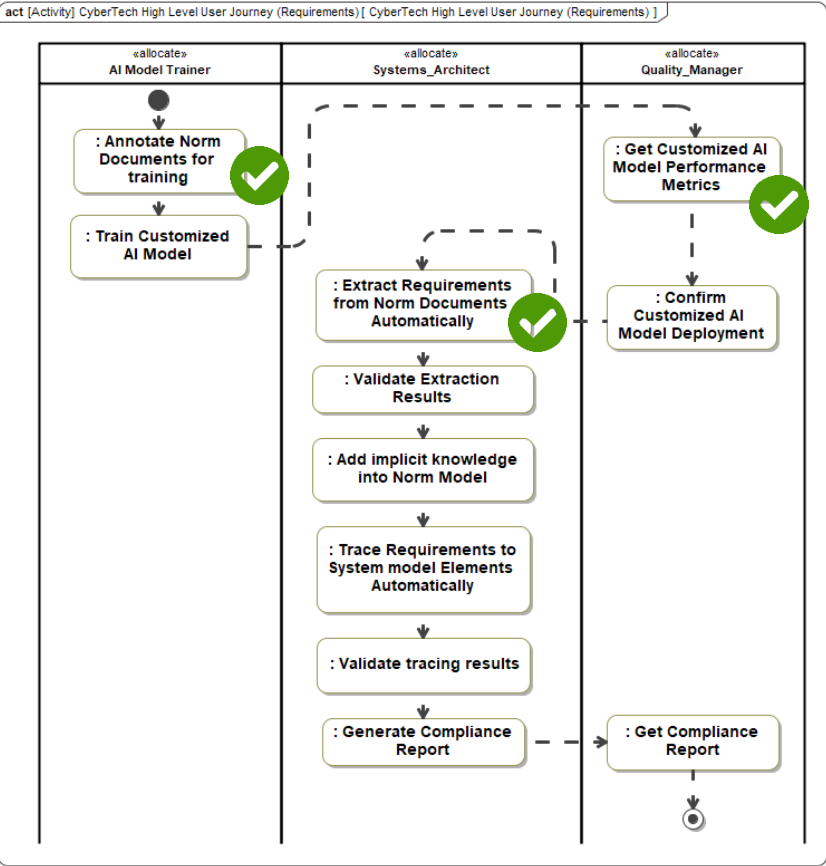 act [Activity] CyberTech High Level User Journey (Requirements) [ CyberTech High Level User Journey (Requirements) ]
«allocate»
AI Model Trainer
«allocate»
Systems_Architect
«allocate»
Quality_Manager
: Annotate Norm
Documents for
training
: Train Customized
AI Model
: Get Customized AI
Model Performance
Metrics
: Confirm
Customized AI
Model Deployment
: Extract Requirements
from Norm Documents
Automatically
: Validate Extraction
Results
: Add implicit knowledge
into Norm Model
: Trace Requirements to
System model Elements
Automatically
: Validate tracing results
: Generate Compliance
Report
: Get Compliance
Report